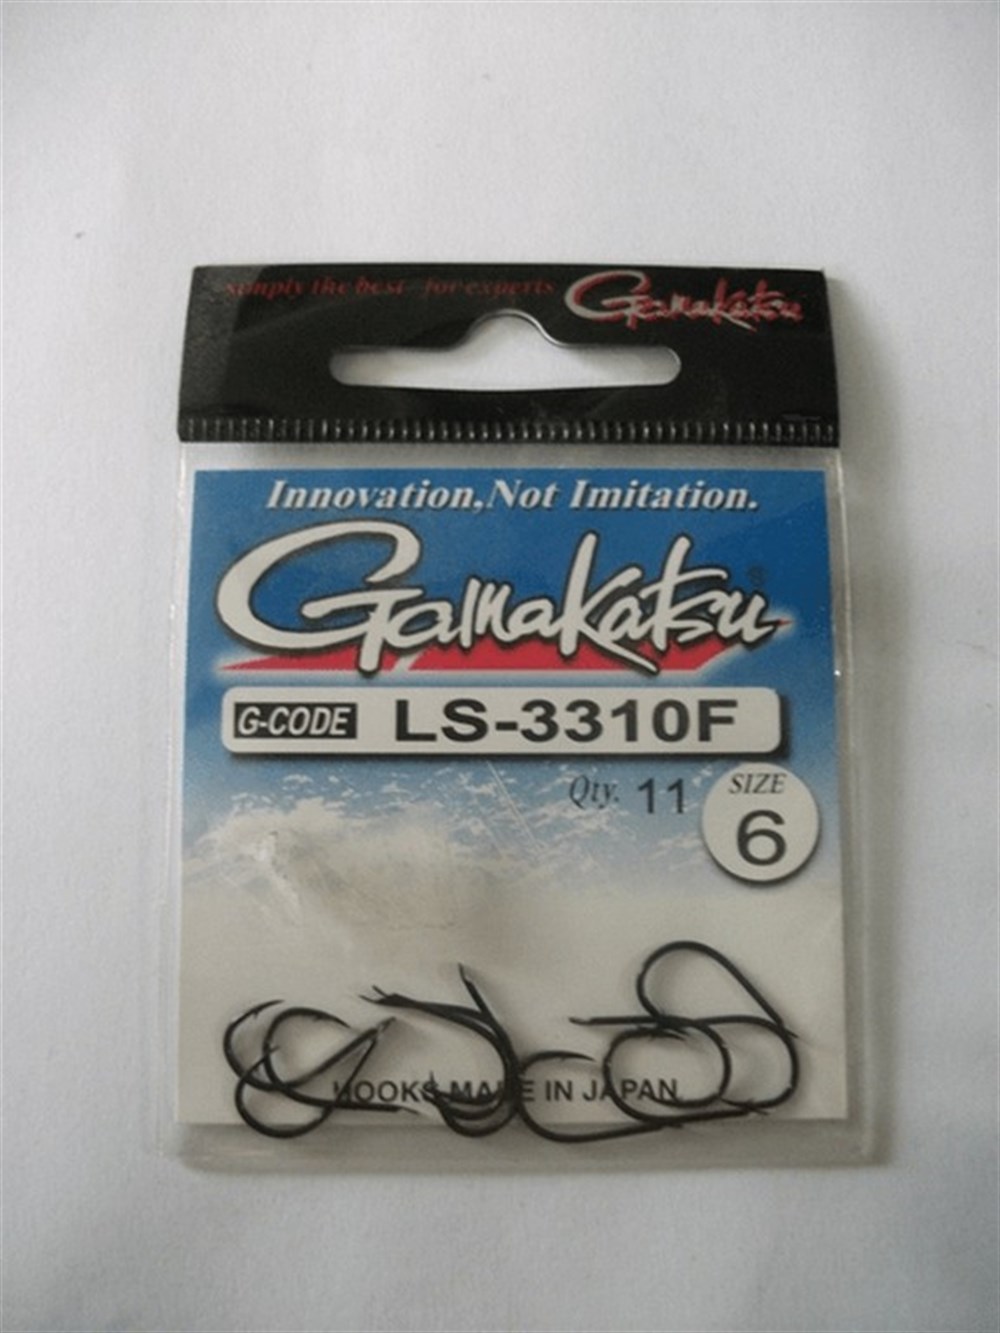 simply the best for experts
Gamakatsu
Innovation,Not Imitation.
Gamakatsu®
G-CODE LS-3310F
Qty. 11
SIZE
6
HOOKS MADE IN JAPAN